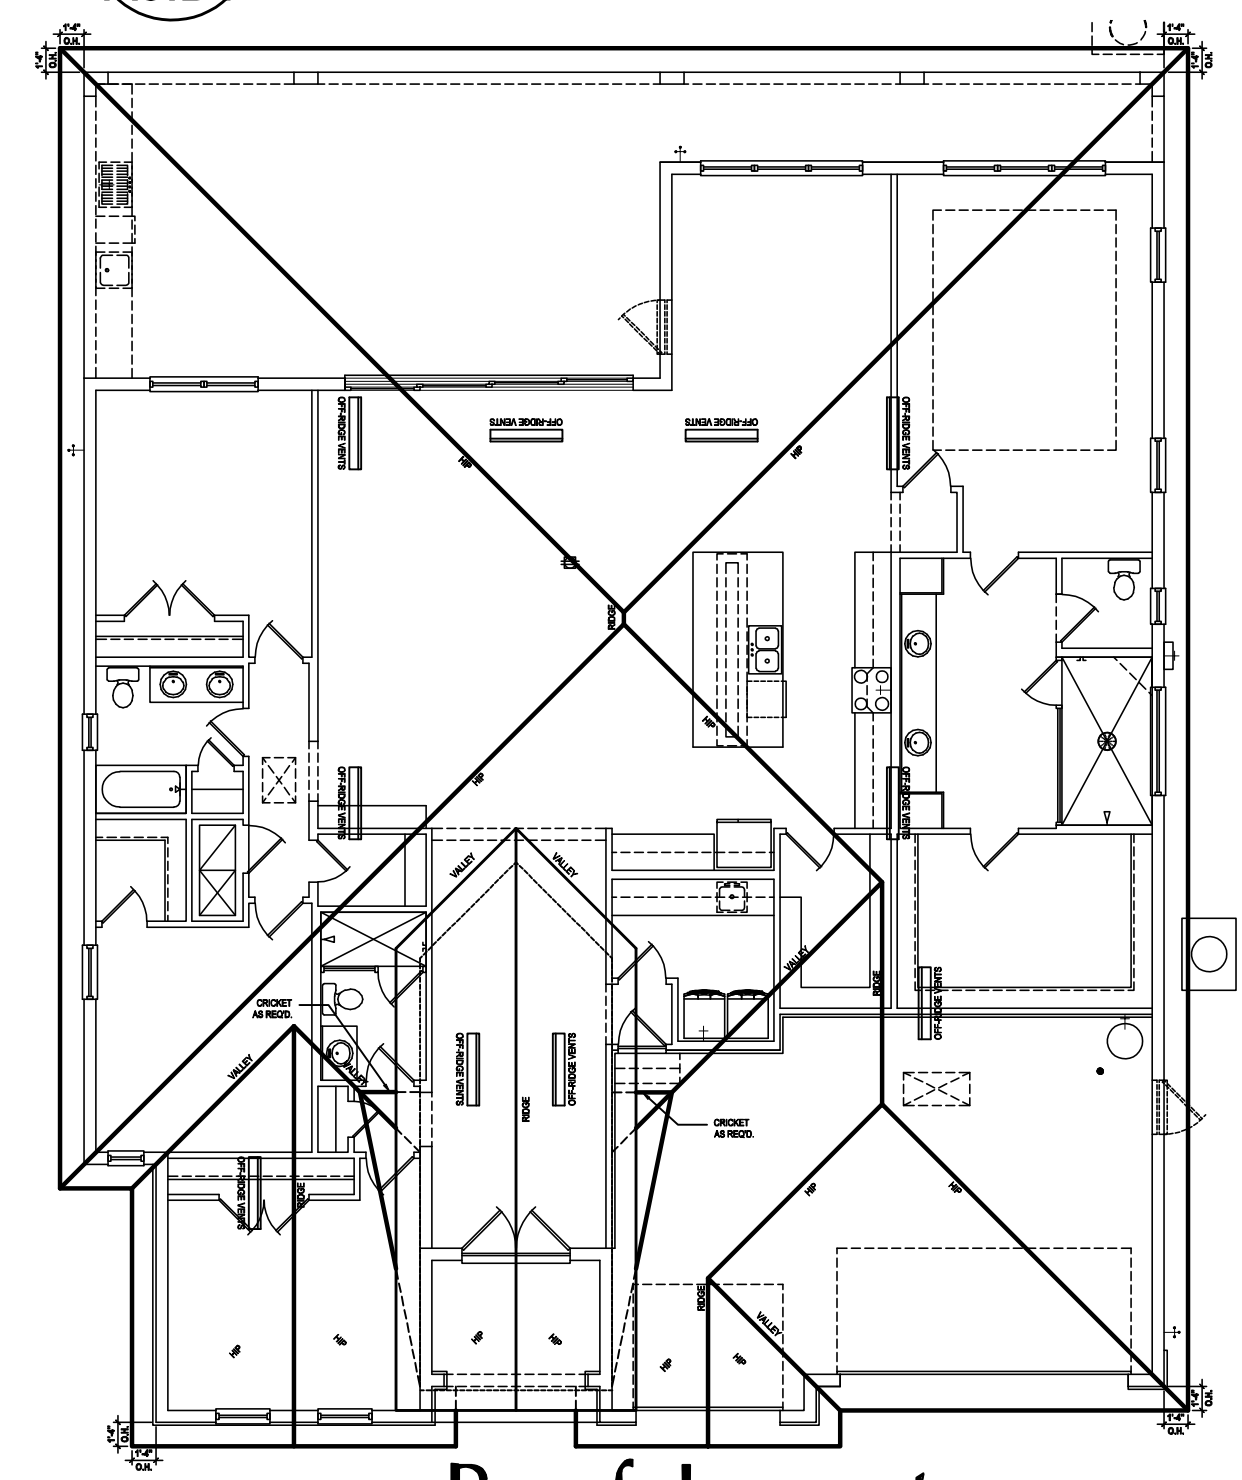 1'-4"
O.H.
1'-4"
O.H.
1'-4"
O.H.
1'-4"
O.H.
OFF-RIDGE VENTS
OFF-RIDGE VENTS
OFF-RIDGE VENTS
OFF-RIDGE VENTS
HIP
HIP
RIDGE
HIP
HIP
OFF-RIDGE VENTS
OFF-RIDGE VENTS
VALLEY
VALLEY
VALLEY
RIDGE
OFF-RIDGE VENTS
CRICKET
AS REQ'D.
VALLEY
VALLEY
OFF-RIDGE VENTS
RIDGE
OFF-RIDGE VENTS
CRICKET
AS REQ'D.
OFF-RIDGE VENTS
RIDGE
HIP
HIP
RIDGE
VALLEY
HIP
HIP
HIP
HIP
HIP
HIP
1'-4"
O.H.
1'-4"
O.H.
1'-4"
O.H.
1'-4"
O.H.